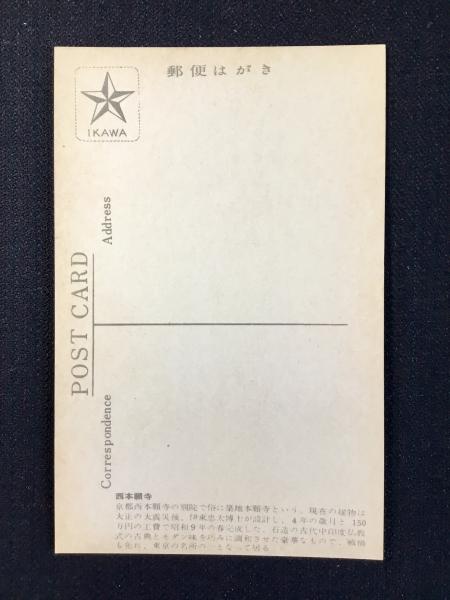 郵便はがき
IKAWA
POST CARD
Address
Correspondence
西本願寺
京都西本願寺の別院で俗に築地本願寺という。現在の建物は
大正の大震災後、伊東忠太博士が設計し、4年の歳月と150
万円の工費で昭和9年の春完成した。石造の古代中印度仏教
式の古典とモダン味を巧みに調和させた豪華なもので、戦禍
も免れ、東京の名所の一となって居る